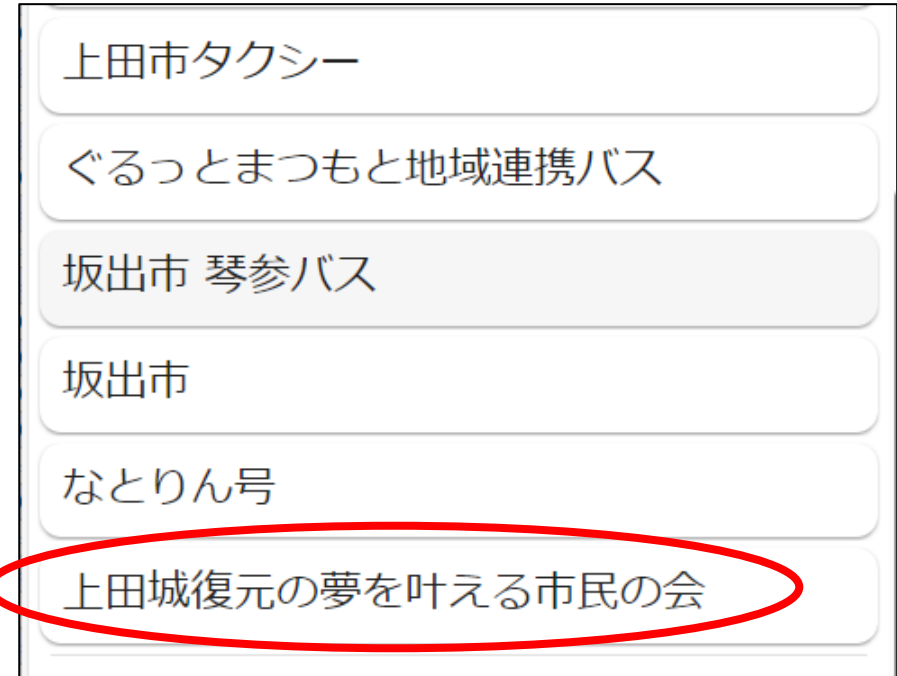 上田市タクシー
ぐるっとまつもと地域連携バス
坂出市 琴参バス
坂出市
なとりん号
上田城復元の夢を叶える市民の会